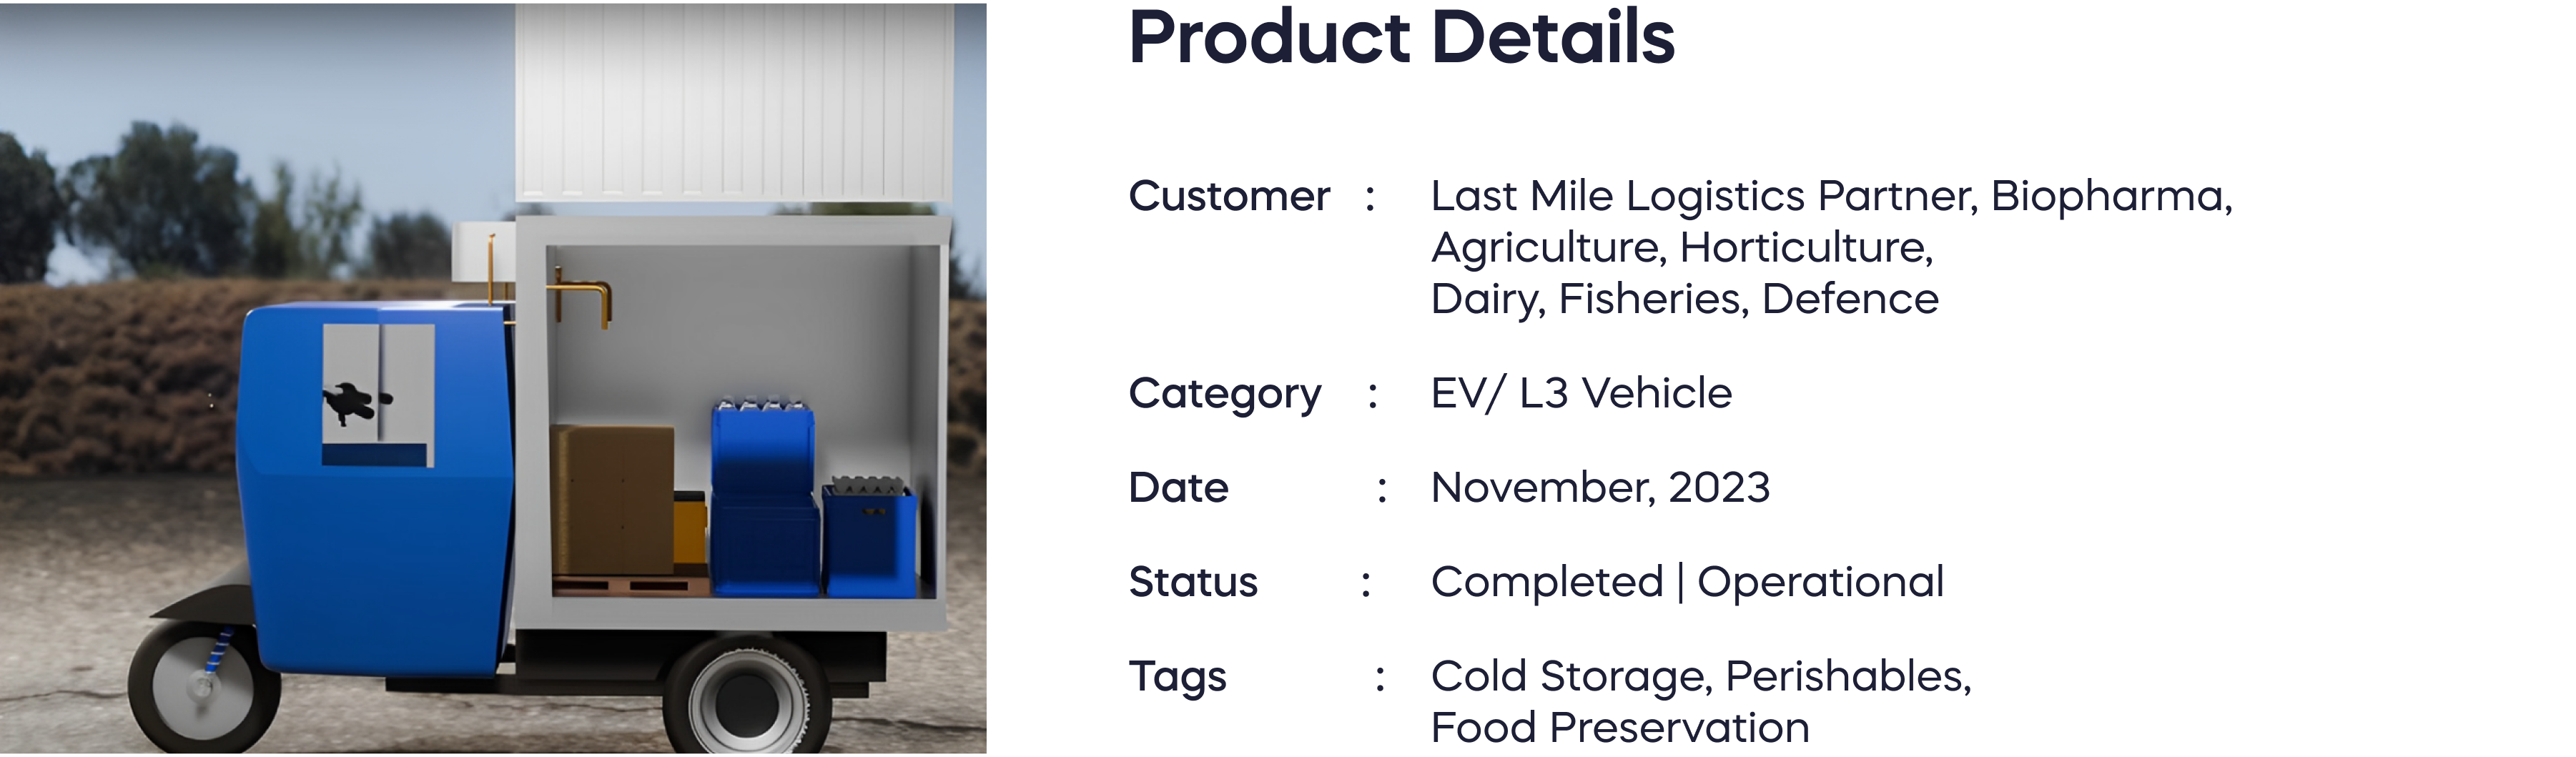 Product Details
Customer : Last Mile Logistics Partner, Biopharma,
Agriculture, Horticulture,
Dairy, Fisheries, Defence
Category : EV/ L3 Vehicle
Date : November, 2023
Status : Completed | Operational
Tags : Cold Storage, Perishables,
Food Preservation